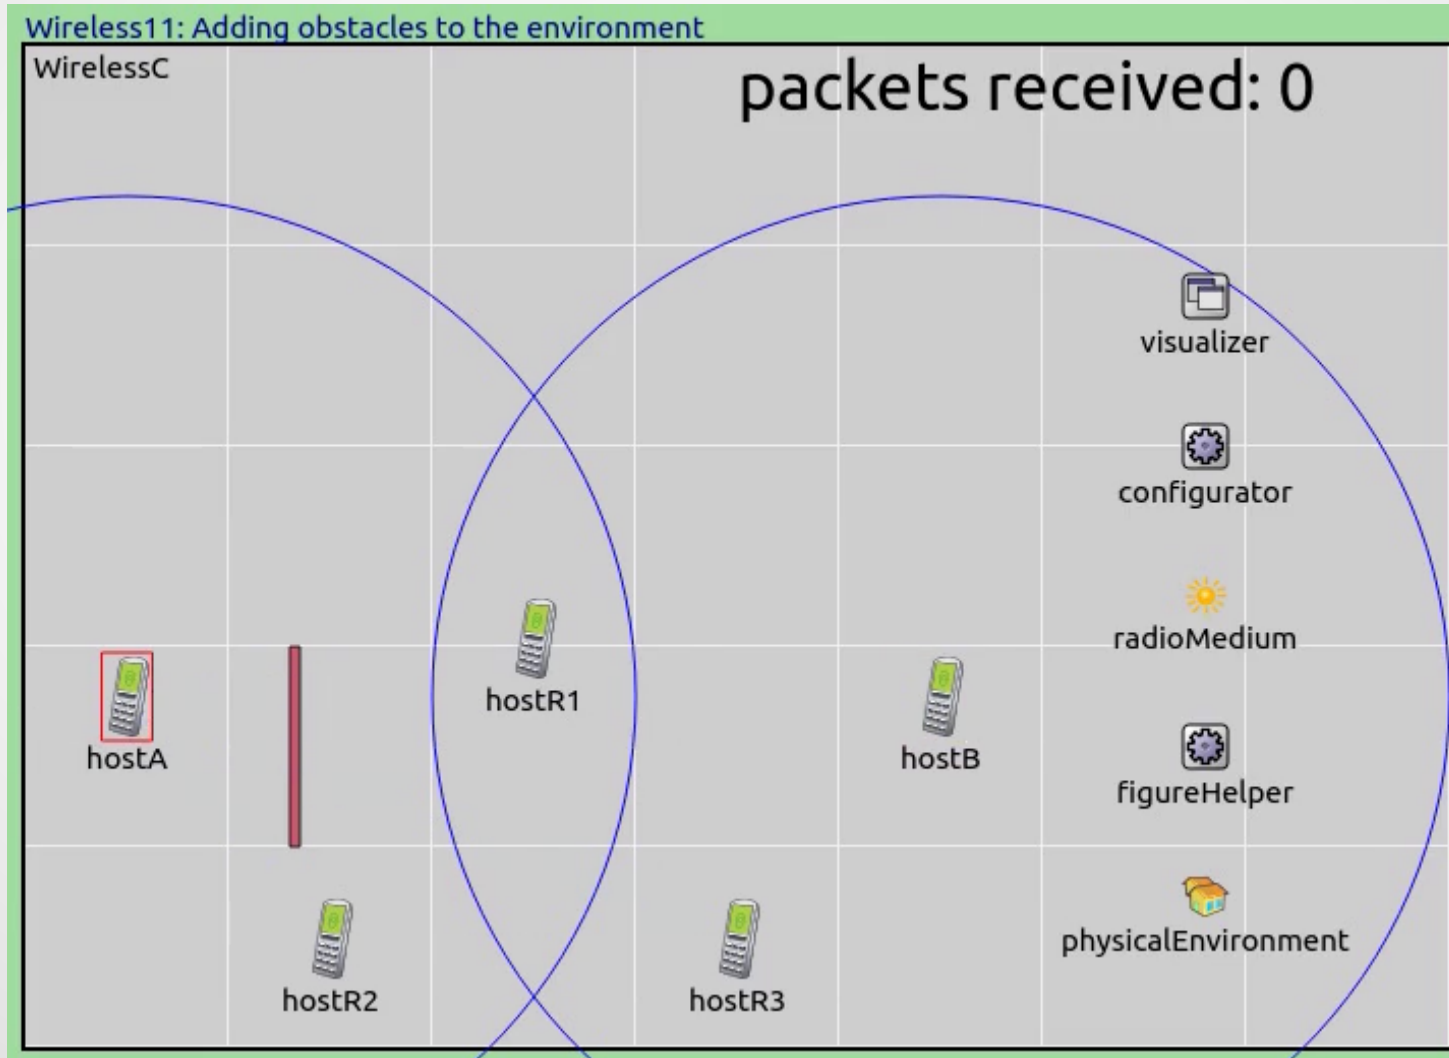 Wireless11: Adding obstacles to the environment
WirelessC
packets received: 0
visualizer
configurator
radioMedium
hostR1
hostA
hostB
figureHelper
physicalEnvironment
hostR2
hostR3